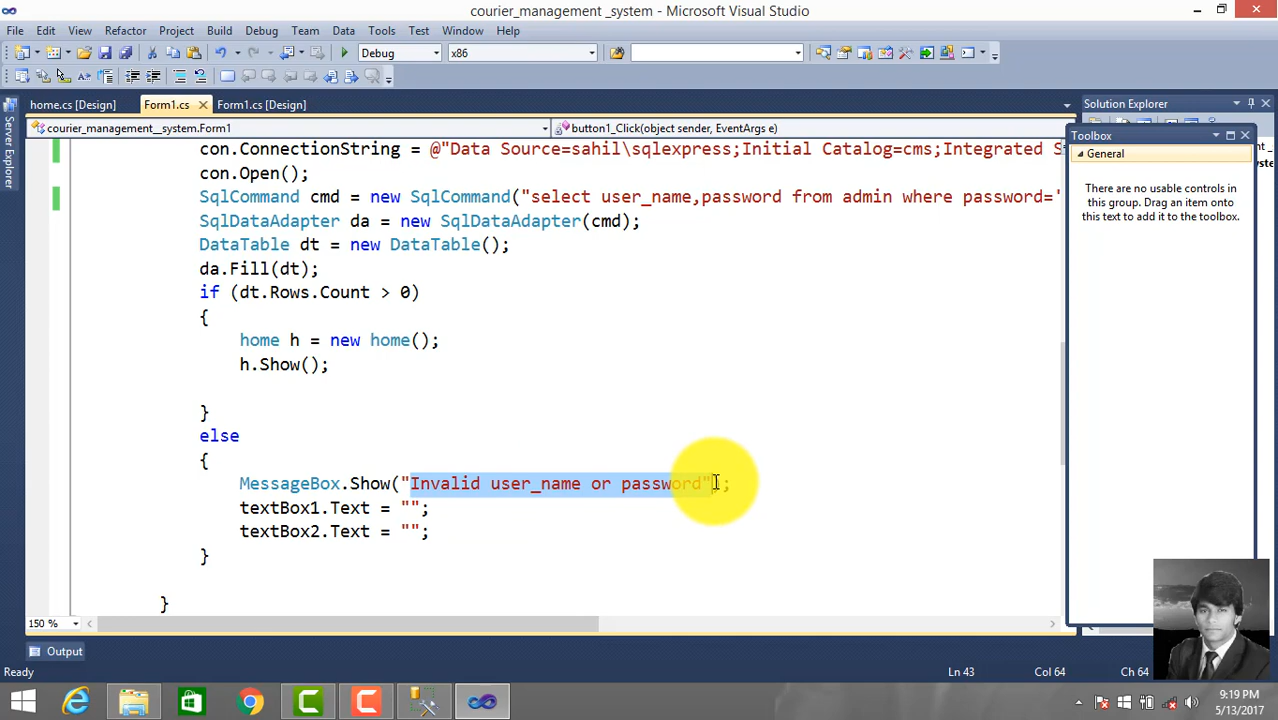 courier_management _system - Microsoft Visual Studio
File Edit View Refactor Project Build Debug Team Data Tools Test Window Help
Debug x86
home.cs [Design] Form1.cs Form1.cs [Design]
Solution Explorer
courier_management__system.Form1
button1_Click(object sender, EventArgs e)
Server Explorer
con.ConnectionString = @"Data Source=sahil\sqlexpress;Initial Catalog=cms;Integrated S
con.Open();
SqlCommand cmd = new SqlCommand("select user_name,password from admin where password='
SqlDataAdapter da = new SqlDataAdapter(cmd);
DataTable dt = new DataTable();
da.Fill(dt);
if (dt.Rows.Count > 0)
{
home h = new home();
h.Show();
}
else
{
MessageBox.Show("Invalid user_name or password");
textBox1.Text = "";
textBox2.Text = "";
}
}
Toolbox
General
There are no usable controls in
this group. Drag an item onto
this text to add it to the toolbox.
150 %
Output
Ready
Ln 43
Col 64
Ch 64
9:19 PM
5/13/2017